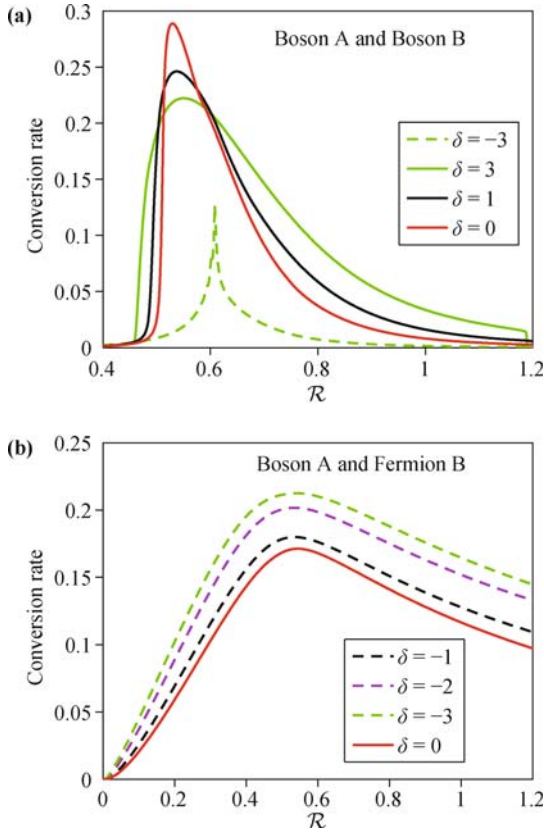 (a)
0.3
0.25
0.2
0.15
0.1
0.05
0
Conversion rate
Boson A and Boson B
δ = −3
δ = 3
δ = 1
δ = 0
0.4 0.6 0.8 1 1.2
ℛ
(b)
0.25
0.2
0.15
0.1
0.05
0
Conversion rate
Boson A and Fermion B
δ = −1
δ = −2
δ = −3
δ = 0
0 0.2 0.4 0.6 0.8 1 1.2
ℛ